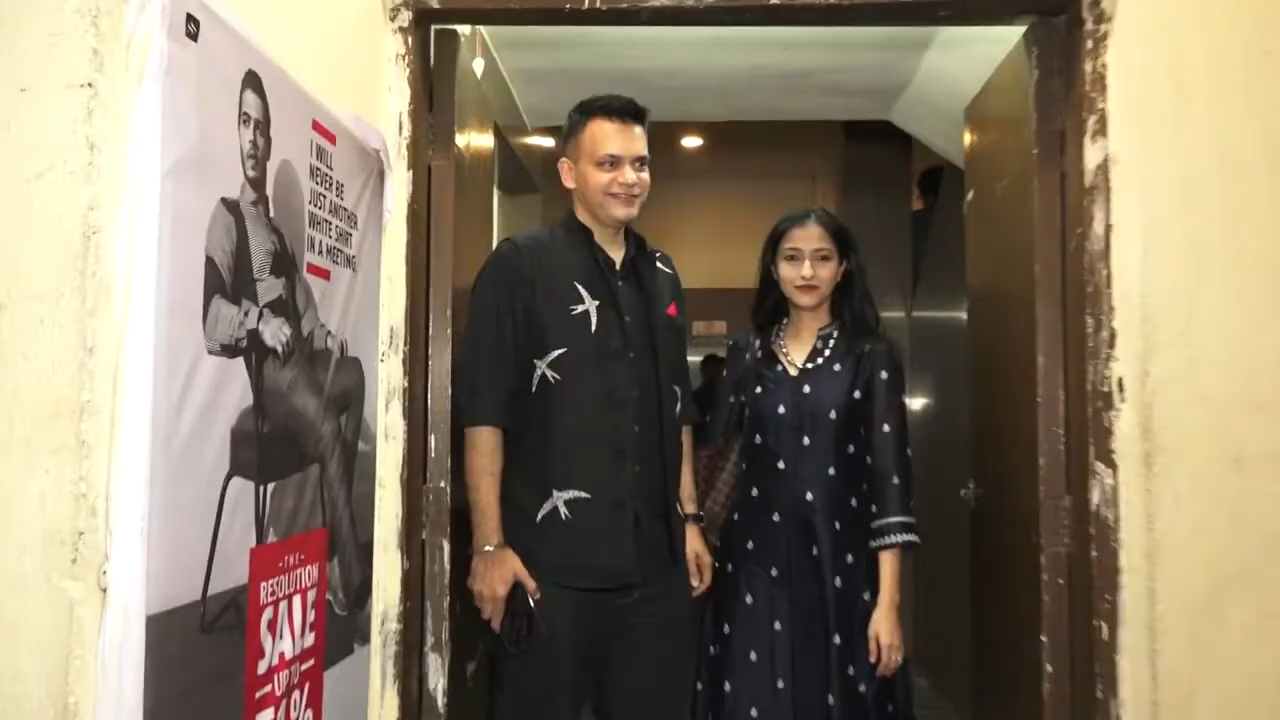 I WILL
NEVER BE
JUST ANOTHER
WHITE SHIRT
IN A MEETING
-THE-
RESOLUTION
SALE
UP TO